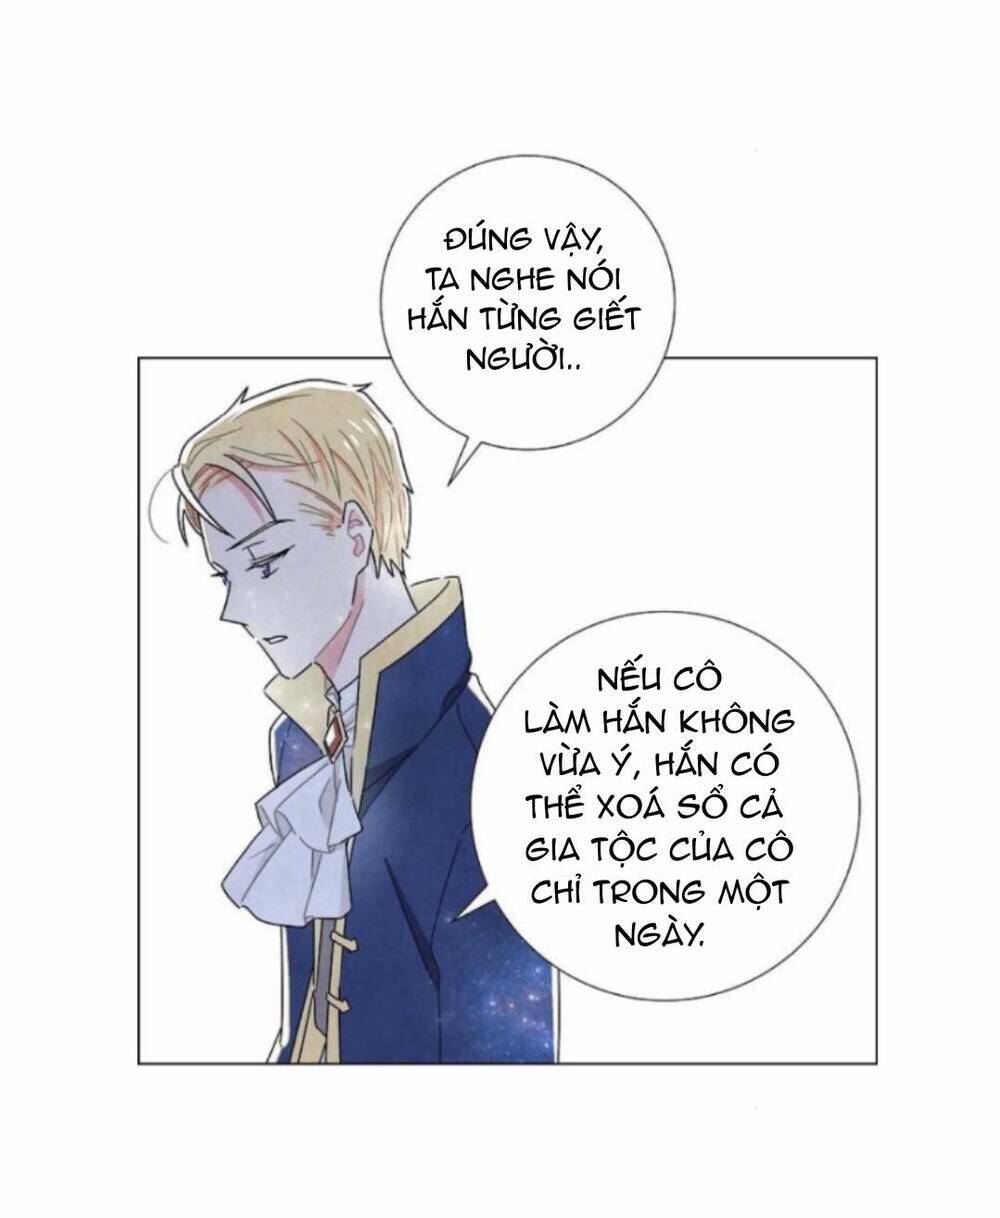 ĐÚNG VẬY,
TA NGHE NÓI
HẮN TỪNG GIẾT
NGƯỜI..
NẾU CÔ
LÀM HẮN KHÔNG
VỪA Ý, HẮN CÓ
THỂ XOÁ SỔ CẢ
GIA TỘC CỦA CÔ
CHỈ TRONG MỘT
NGÀY.